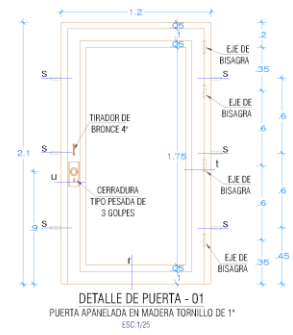 1.2
.05
.1
.05
.2
EJE DE
BISAGRA
.35
S
S
EJE DE
BISAGRA
TIRADOR DE
BRONCE 4"
.6
.6
2.1
S
S
1.75
t
u
EJE DE
BISAGRA
CERRADURA
TIPO PESADA DE
3 GOLPES
.9
.6
.6
S
S
EJE DE
BISAGRA
.35
.45
r
.05
.1
DETALLE DE PUERTA - 01
PUERTA APANELADA EN MADERA TORNILLO DE 1"
ESC:1/25